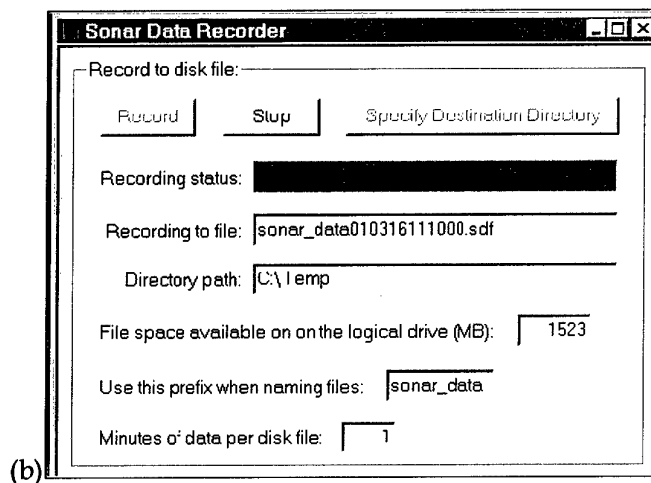 Sonar Data Recorder
Record to disk file:
Record Stop Specify Destination Directory
Recording status:
Recording to file: sonar_data010316111000.sdf
Directory path: C:\Temp
File space available on on the logical drive (MB): 1523
Use this prefix when naming files: sonar_data
Minutes of data per disk file: 1
(b)